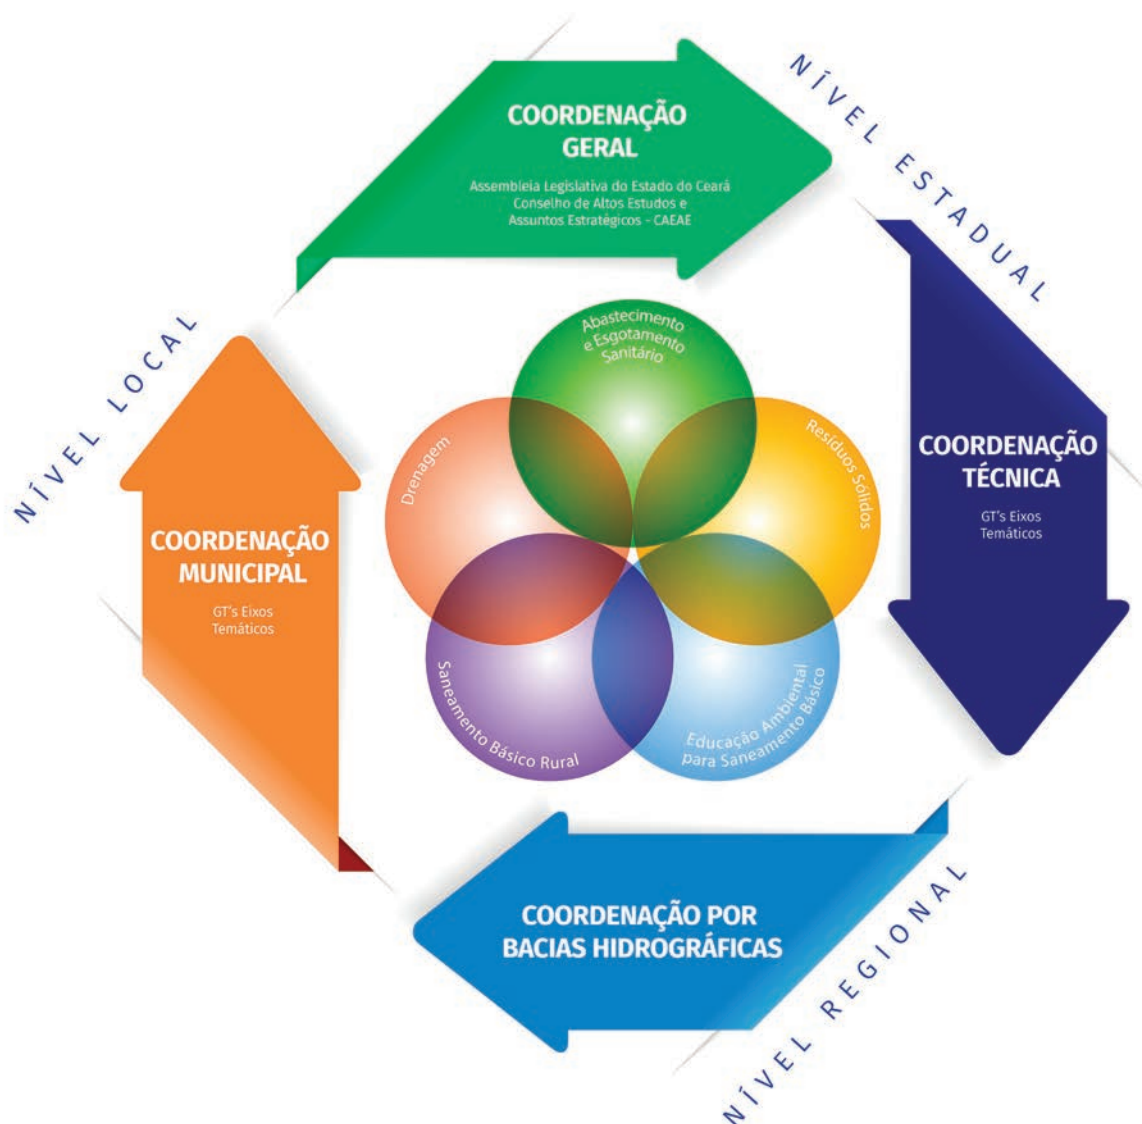 COORDENAÇÃO
GERAL
Assembleia Legislativa do Estado do Ceará
Conselho de Altos Estudos e
Assuntos Estratégicos - CAEAE
NÍVEL ESTADUAL
COORDENAÇÃO
TÉCNICA
GT's Eixos
Temáticos
NÍVEL REGIONAL
COORDENAÇÃO POR
BACIAS HIDROGRÁFICAS
NÍVEL LOCAL
COORDENAÇÃO
MUNICIPAL
GT's Eixos
Temáticos
Abastecimento
e Esgotamento
Sanitário
Resíduos Sólidos
Educação Ambiental
para Saneamento Básico
Saneamento Básico Rural
Drenagem